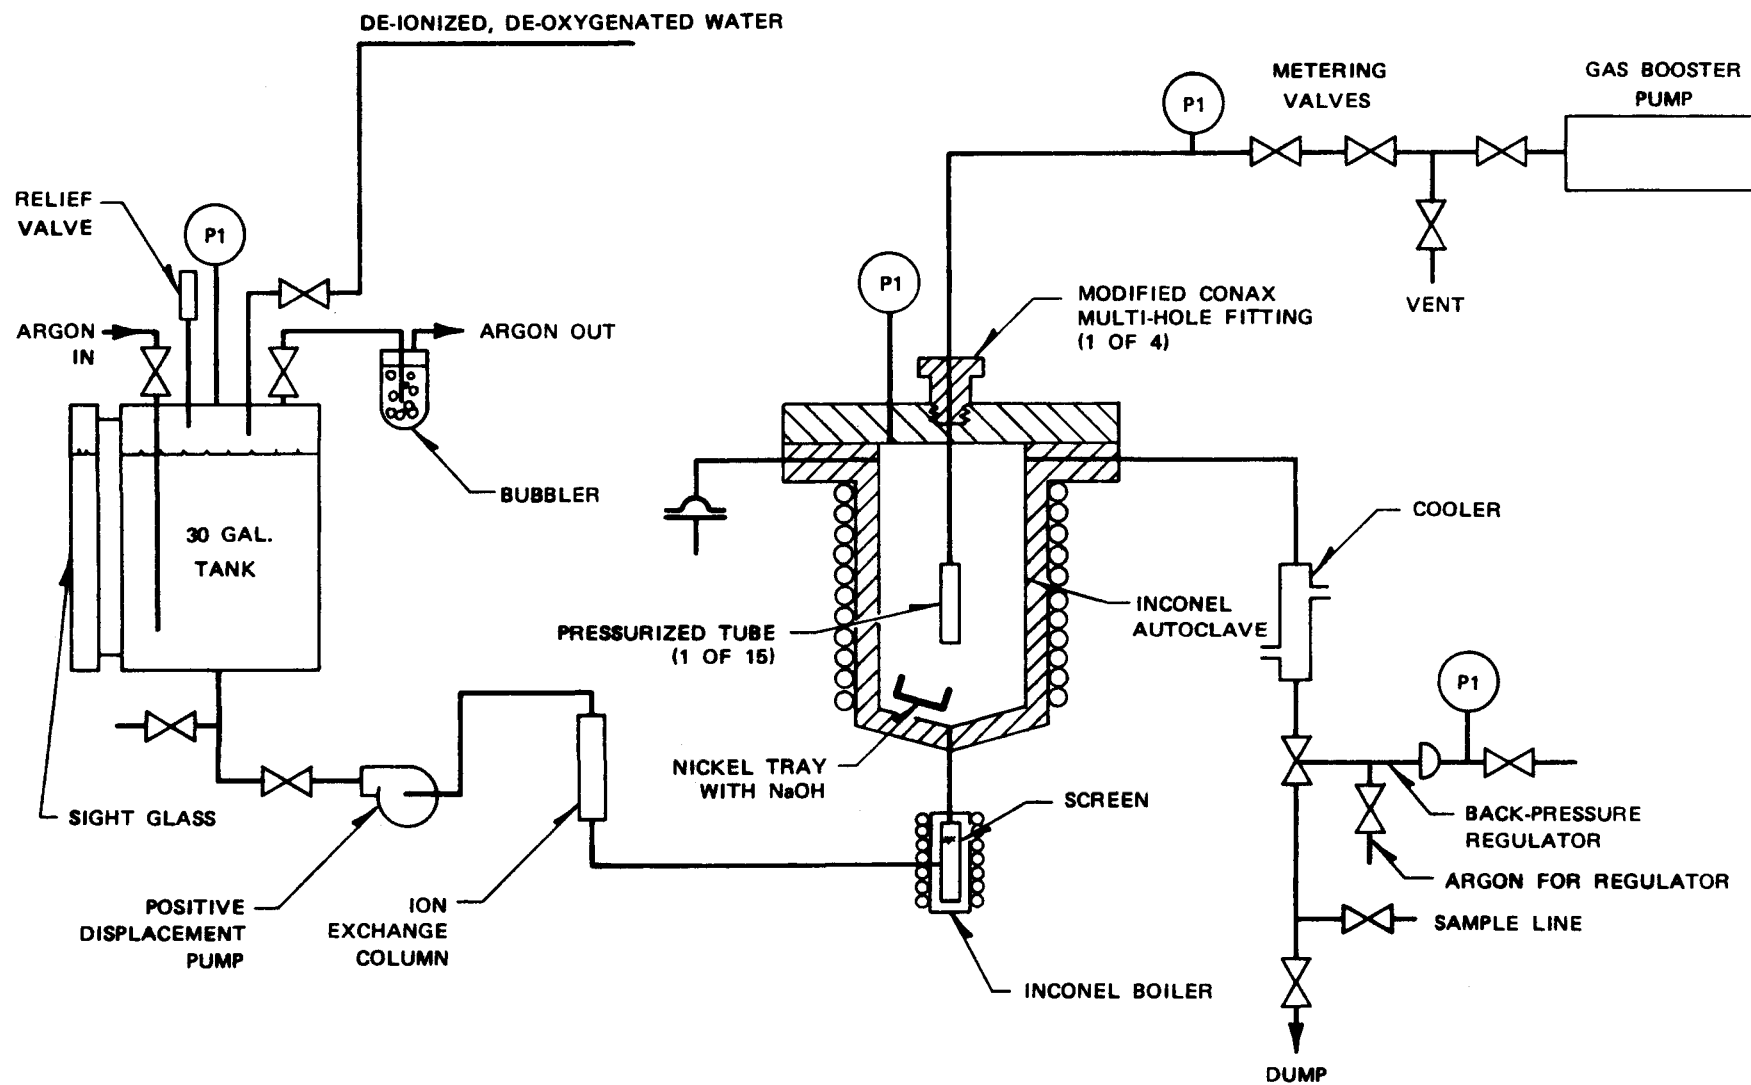 DE-IONIZED, DE-OXYGENATED WATER
METERING
VALVES
GAS BOOSTER
PUMP
P1
RELIEF
VALVE
P1
P1
VENT
MODIFIED CONAX
MULTI-HOLE FITTING
(1 OF 4)
ARGON
IN
ARGON OUT
BUBBLER
30 GAL.
TANK
COOLER
PRESSURIZED TUBE
(1 OF 15)
INCONEL
AUTOCLAVE
P1
NICKEL TRAY
WITH NaOH
SCREEN
SIGHT GLASS
BACK-PRESSURE
REGULATOR
ARGON FOR REGULATOR
POSITIVE
DISPLACEMENT
PUMP
ION
EXCHANGE
COLUMN
SAMPLE LINE
INCONEL BOILER
DUMP